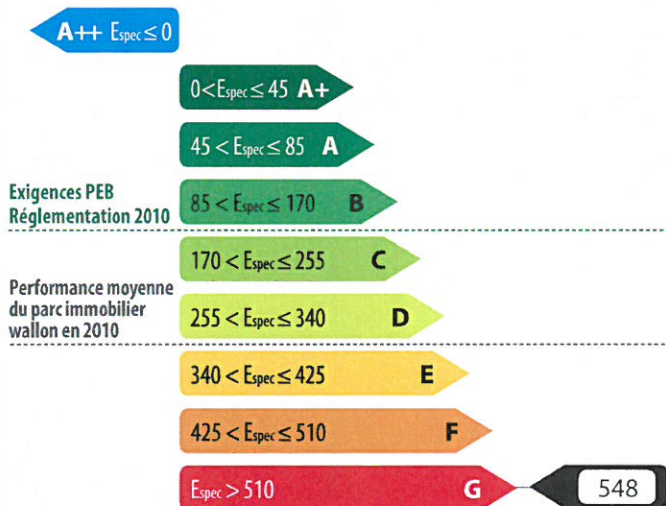 A++ Espec ≤ 0
0 < Espec ≤ 45 A+
45 < Espec ≤ 85 A
Exigences PEB
Réglementation 2010
85 < Espec ≤ 170 B
170 < Espec ≤ 255 C
Performance moyenne
du parc immobilier
wallon en 2010
255 < Espec ≤ 340 D
340 < Espec ≤ 425 E
425 < Espec ≤ 510 F
Espec > 510 G
548